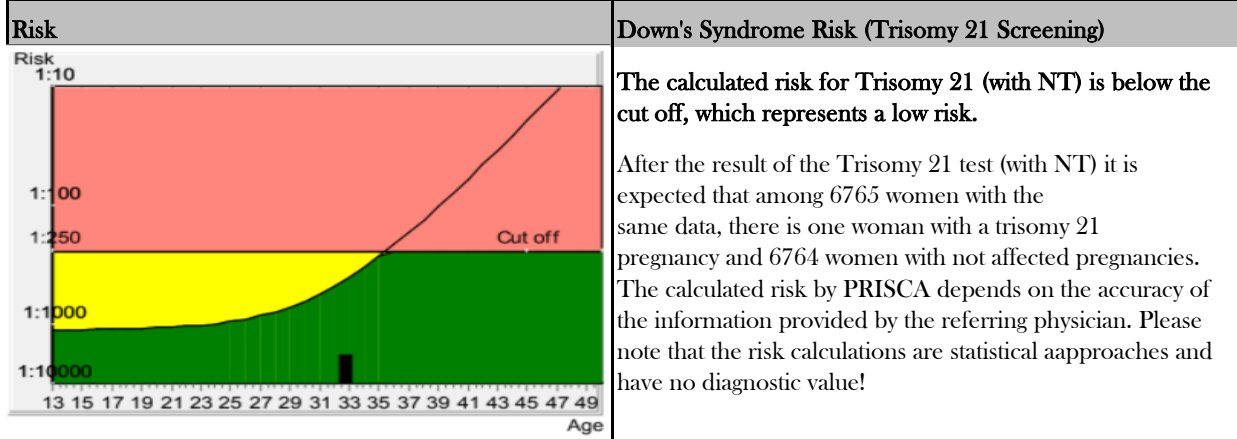 Risk
Risk
1:10
1:100
1:250
Cut off
1:1000
1:10000
13 15 17 19 21 23 25 27 29 31 33 35 37 39 41 43 45 47 49
Age
Down's Syndrome Risk (Trisomy 21 Screening)
The calculated risk for Trisomy 21 (with NT) is below the
cut off, which represents a low risk.
After the result of the Trisomy 21 test (with NT) it is
expected that among 6765 women with the
same data, there is one woman with a trisomy 21
pregnancy and 6764 women with not affected pregnancies.
The calculated risk by PRISCA depends on the accuracy of
the information provided by the referring physician. Please
note that the risk calculations are statistical aapproaches and
have no diagnostic value!